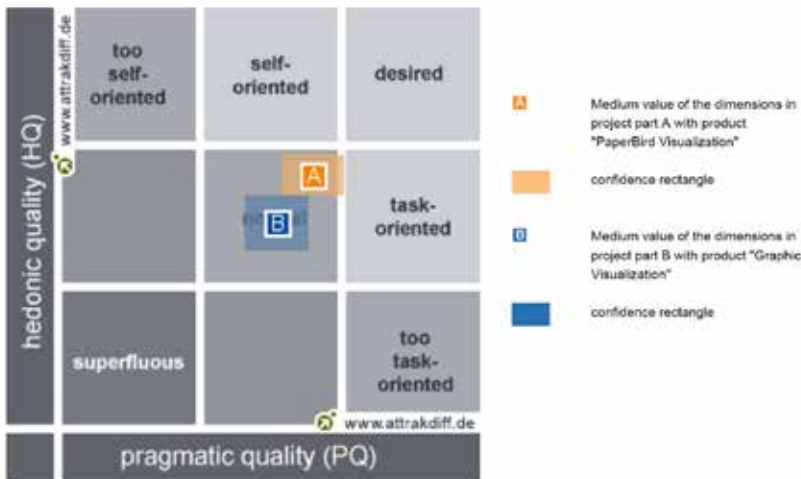 www.attrakdiff.de
hedonic quality (HQ)
too
self-
oriented
self-
oriented
desired
A
B
task-
oriented
superfluous
too
task-
oriented
www.attrakdiff.de
pragmatic quality (PQ)
A
Medium value of the dimensions in
project part A with product
"PaperBird Visualization"
confidence rectangle
B
Medium value of the dimensions in
project part B with product "Graphic
Visualization"
confidence rectangle